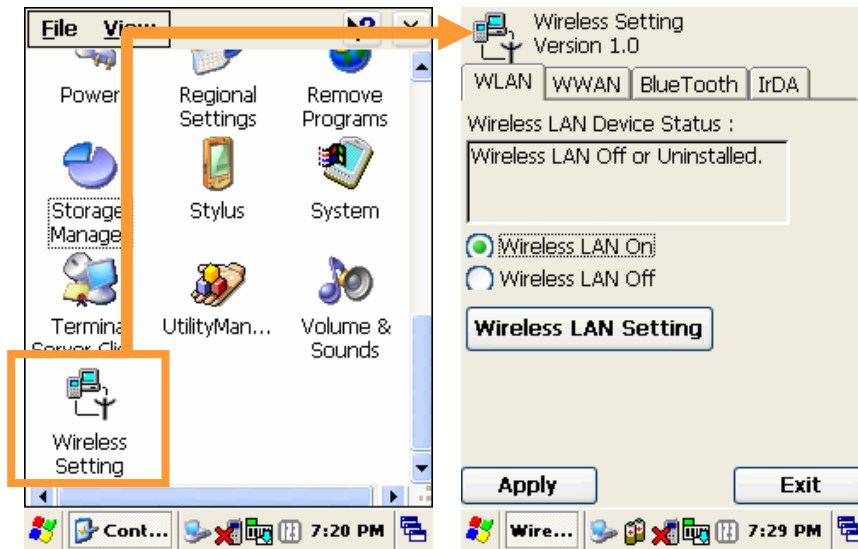 File View
Power Regional Settings Remove Programs
Storage Manage Stylus System
Termina Server Clie UtilityMan... Volume & Sounds
Wireless Setting
Cont... 7:20 PM
Wireless Setting
Version 1.0
WLAN WWAN BlueTooth IrDA
Wireless LAN Device Status :
Wireless LAN Off or Uninstalled.
Wireless LAN On
Wireless LAN Off
Wireless LAN Setting
Apply Exit
Wire... 7:29 PM